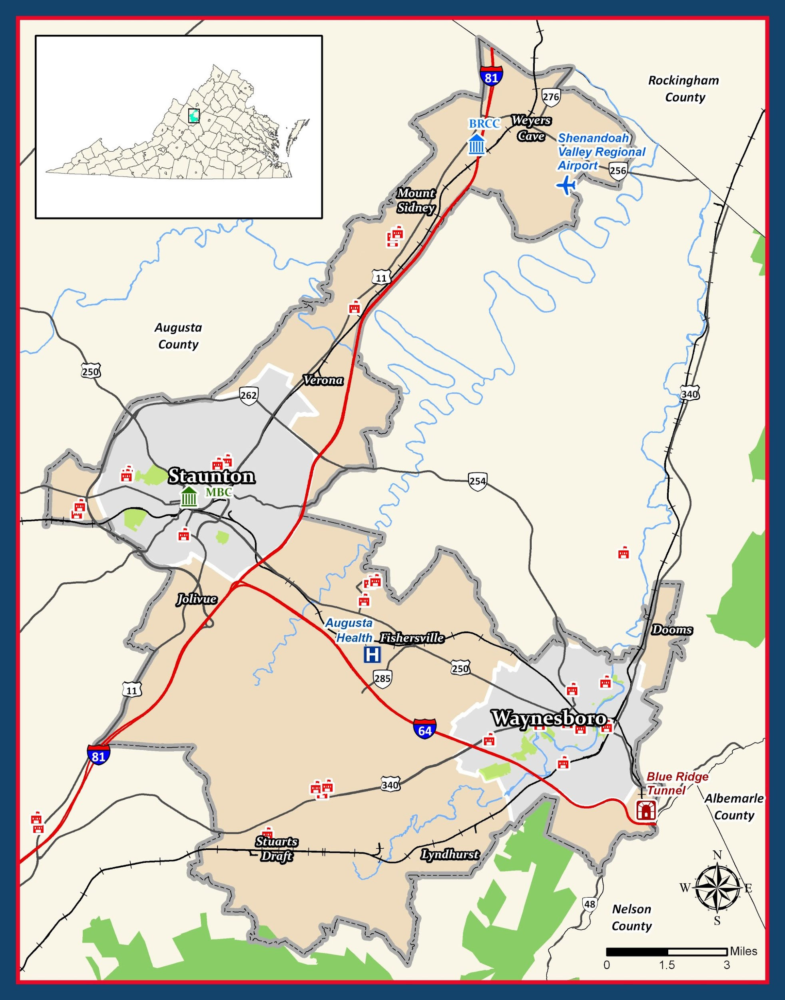 81
Rockingham
County
276
BRCC
Weyers
Cave
Shenandoah
Valley Regional
Airport
256
Mount
Sidney
11
Augusta
County
250
Verona
262
340
Staunton
MBC
254
Jolivue
Augusta
Health
Fishersville
H
Dooms
250
285
11
Waynesboro
64
81
Blue Ridge
Tunnel
340
Albemarle
County
Stuarts
Draft
Lyndhurst
N
W
E
S
48
Nelson
County
Miles
0 1.5 3